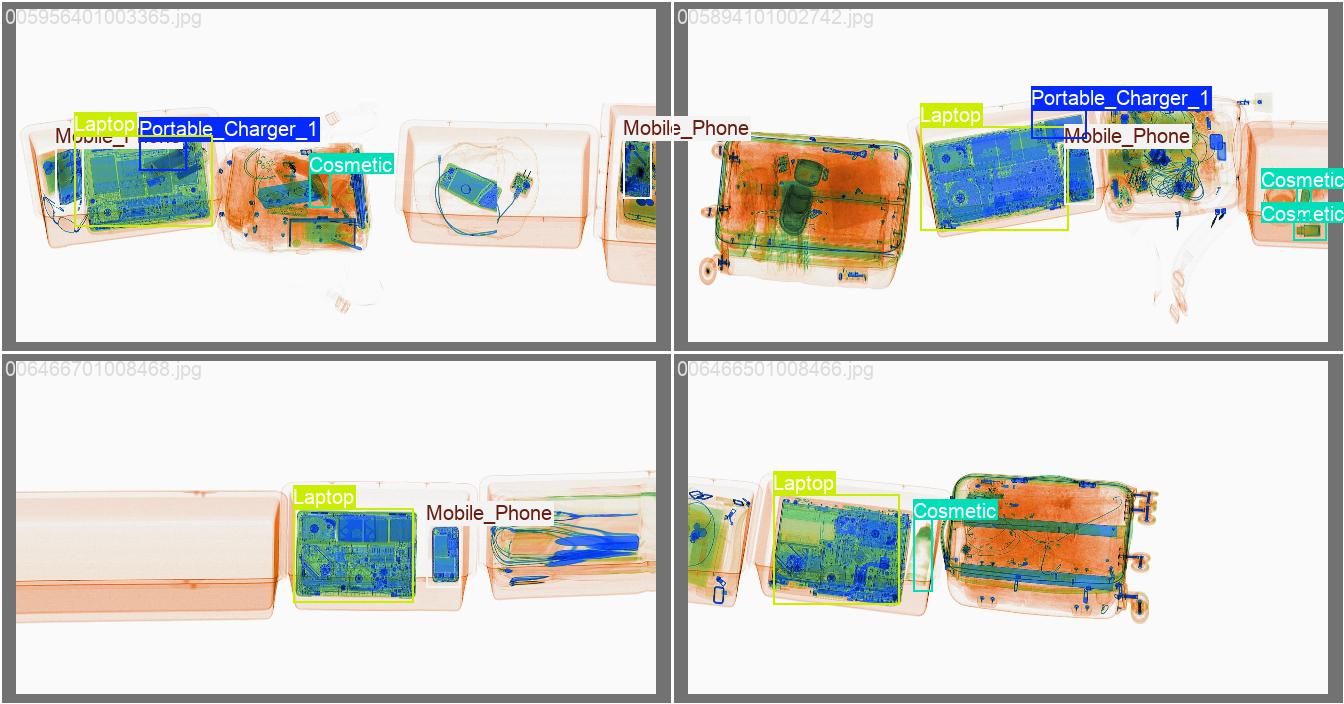 005956401003365.jpg
Laptop
Mobile_Phone
Portable_Charger_1
Cosmetic
Mobile_Phone
005894101002742.jpg
Laptop
Portable_Charger_1
Mobile_Phone
Cosmetic
Cosmetic
006466701008468.jpg
Laptop
Mobile_Phone
006466501008466.jpg
Laptop
Cosmetic